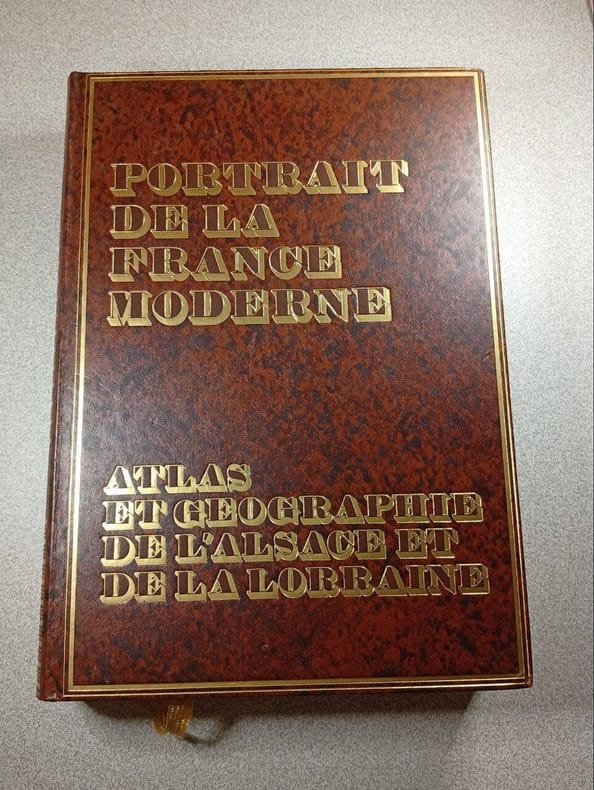 PORTRAIT
DE LA
FRANCE
MODERNE
ATLAS
ET GEOGRAPHIE
DE L'ALSACE ET
DE LA LORRAINE